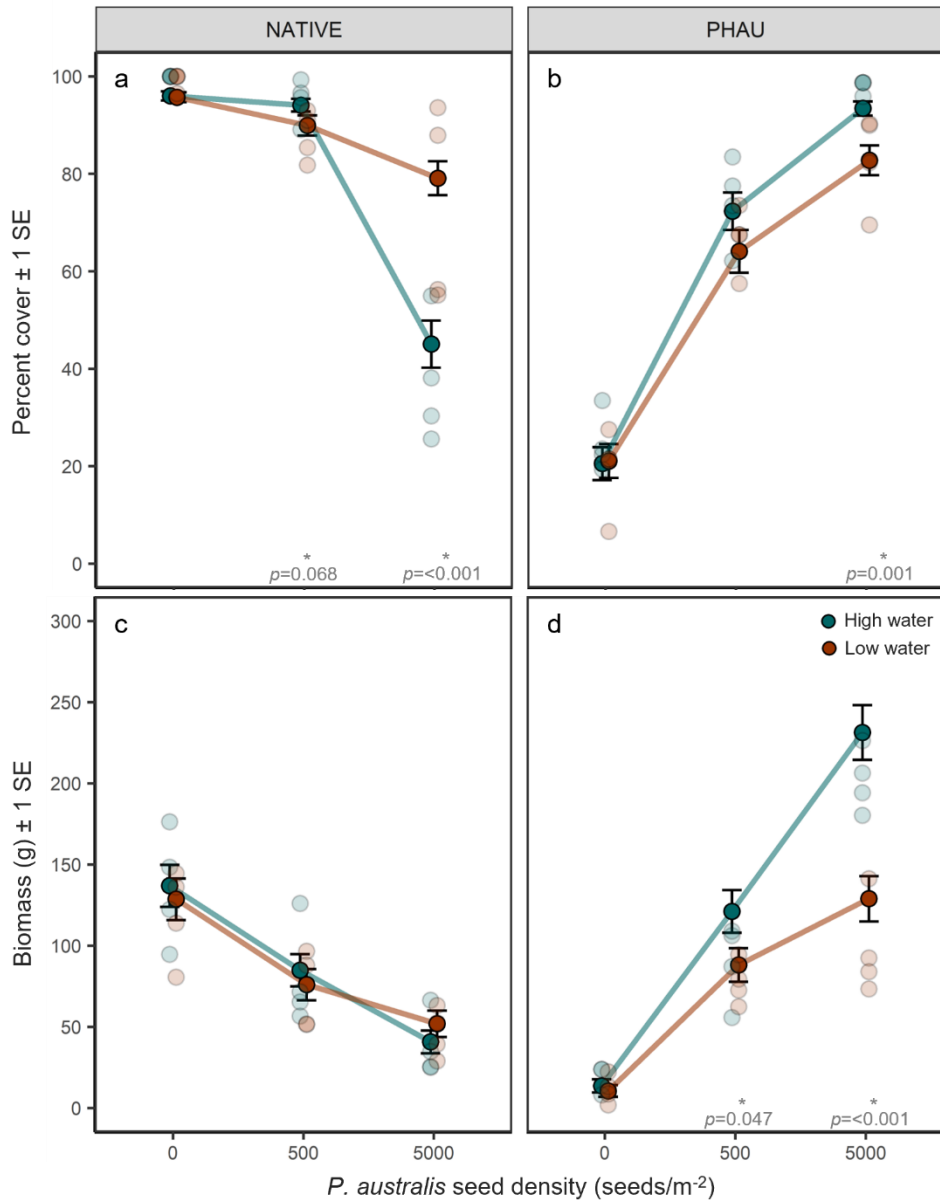 NATIVE
PHAU
a
b
100
80
60
40
20
0
Percent cover ± 1 SE
*
p=0.068
*
p=<0.001
*
p=0.001
c
d
High water
Low water
300
250
200
150
100
50
0
Biomass (g) ± 1 SE
*
p=0.047
*
p=<0.001
0 500 5000
0 500 5000
P. australis seed density (seeds/m⁻²)